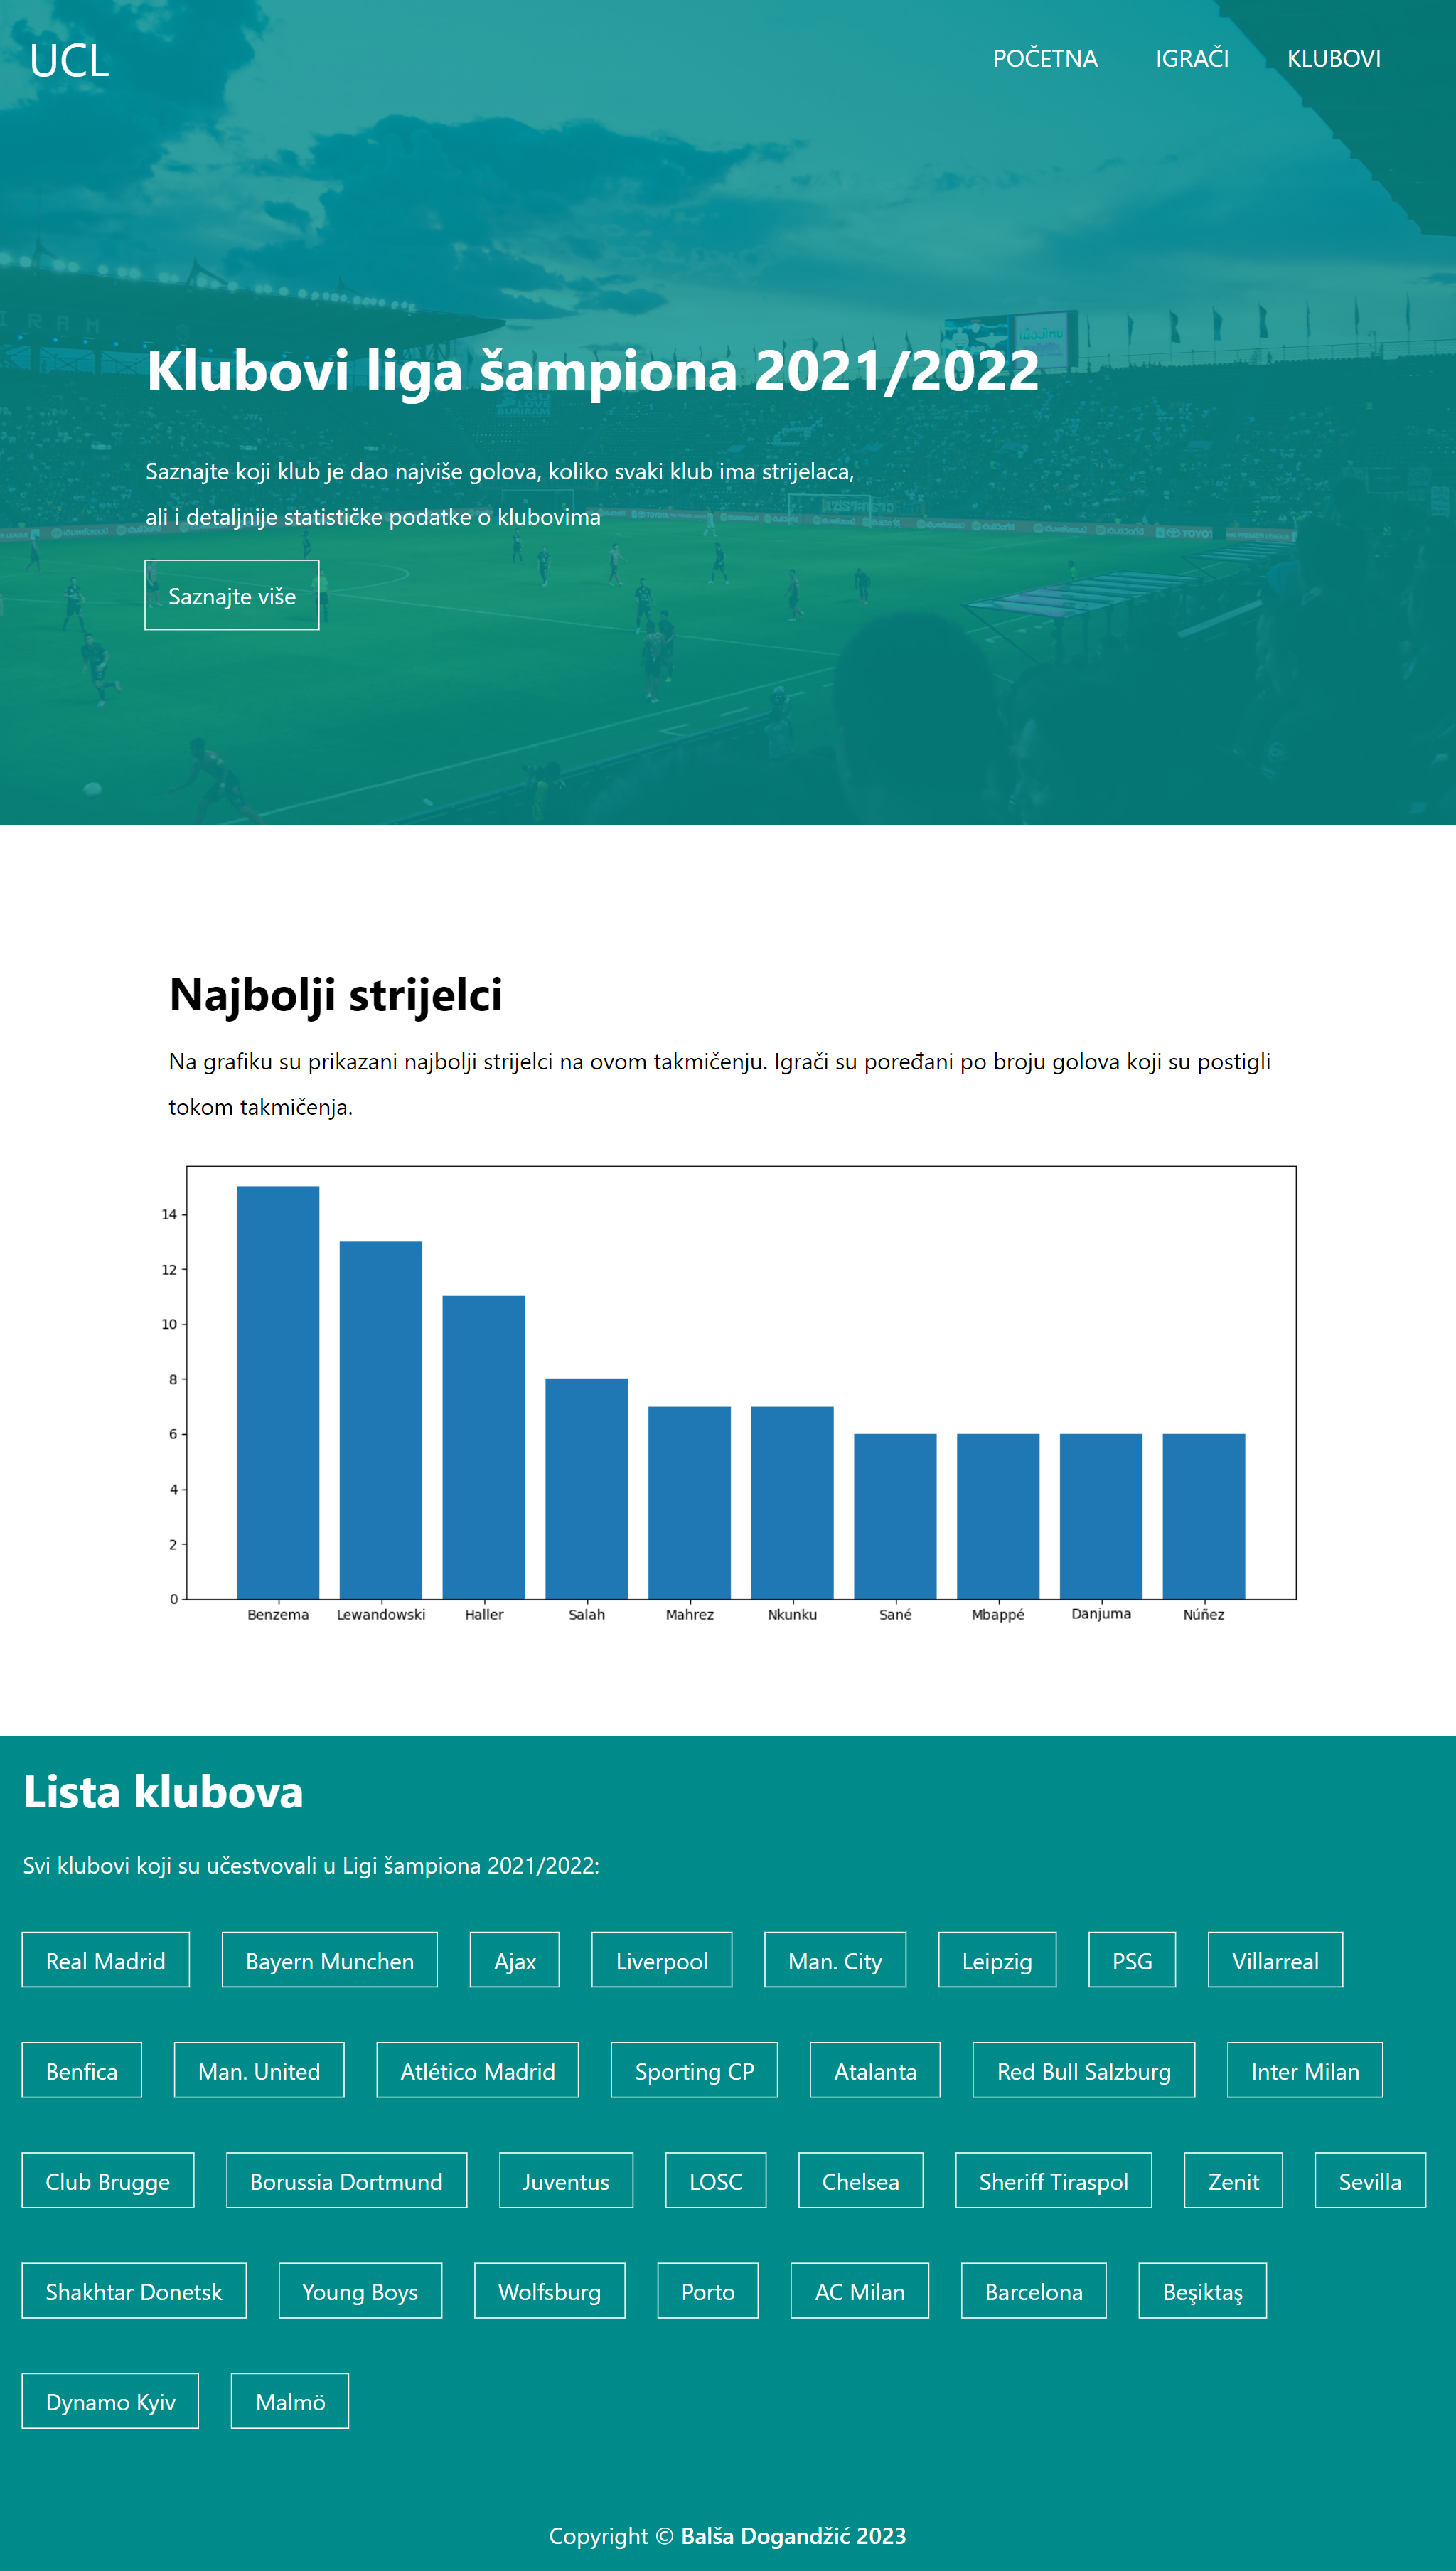 UCL
POČETNA IGRAČI KLUBOVI
Klubovi liga šampiona 2021/2022
Saznajte koji klub je dao najviše golova, koliko svaki klub ima strijelaca,
ali i detaljnije statističke podatke o klubovima
Saznajte više
Najbolji strijelci
Na grafiku su prikazani najbolji strijelci na ovom takmičenju. Igrači su poređani po broju golova koji su postigli
tokom takmičenja.
14
12
10
8
6
4
2
0
Benzema Lewandowski Haller Salah Mahrez Nkunku Sané Mbappé Danjuma Núñez
Lista klubova
Svi klubovi koji su učestvovali u Ligi šampiona 2021/2022:
Real Madrid Bayern Munchen Ajax Liverpool Man. City Leipzig PSG Villarreal
Benfica Man. United Atlético Madrid Sporting CP Atalanta Red Bull Salzburg Inter Milan
Club Brugge Borussia Dortmund Juventus LOSC Chelsea Sheriff Tiraspol Zenit Sevilla
Shakhtar Donetsk Young Boys Wolfsburg Porto AC Milan Barcelona Beşiktaş
Dynamo Kyiv Malmö
Copyright © Balša Dogandžić 2023